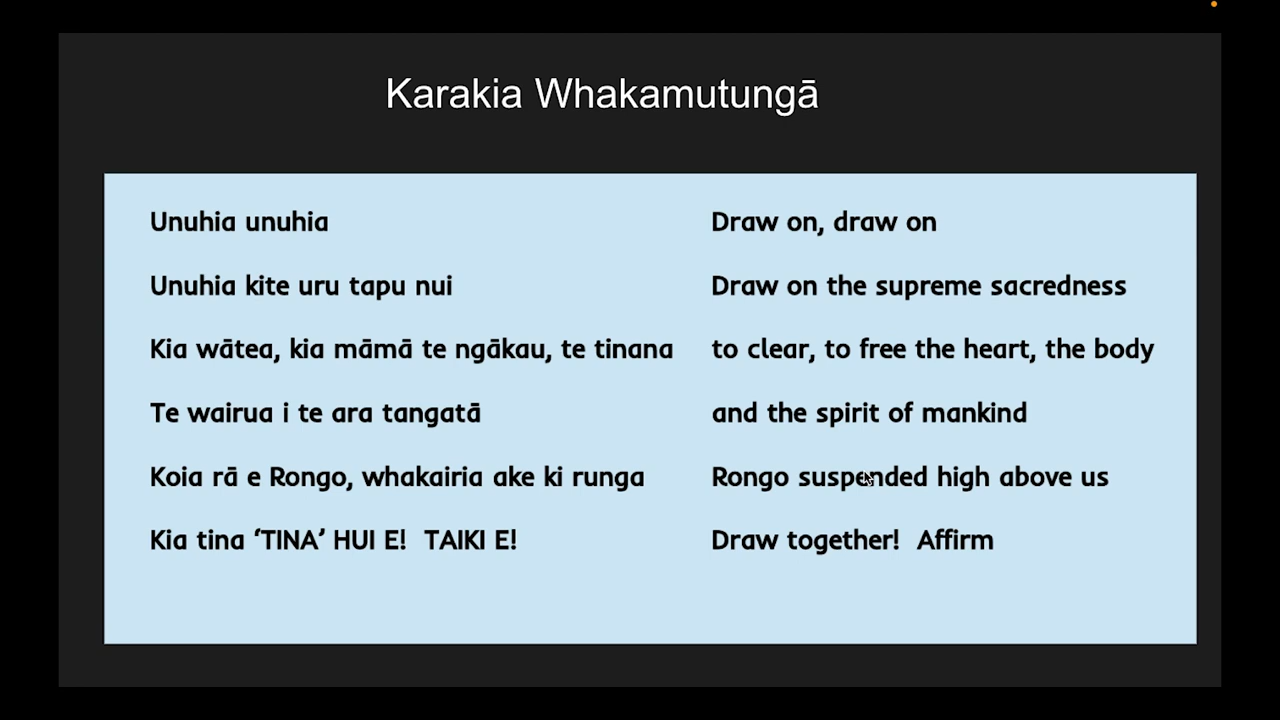 Karakia Whakamutungā
Unuhia unuhia
Unuhia kite uru tapu nui
Kia wātea, kia māmā te ngākau, te tinana
Te wairua i te ara tangatā
Koia rā e Rongo, whakairia ake ki runga
Kia tina ‘TINA’ HUI E!  TAIKI E!
Draw on, draw on
Draw on the supreme sacredness
to clear, to free the heart, the body
and the spirit of mankind
Rongo suspended high above us
Draw together!  Affirm